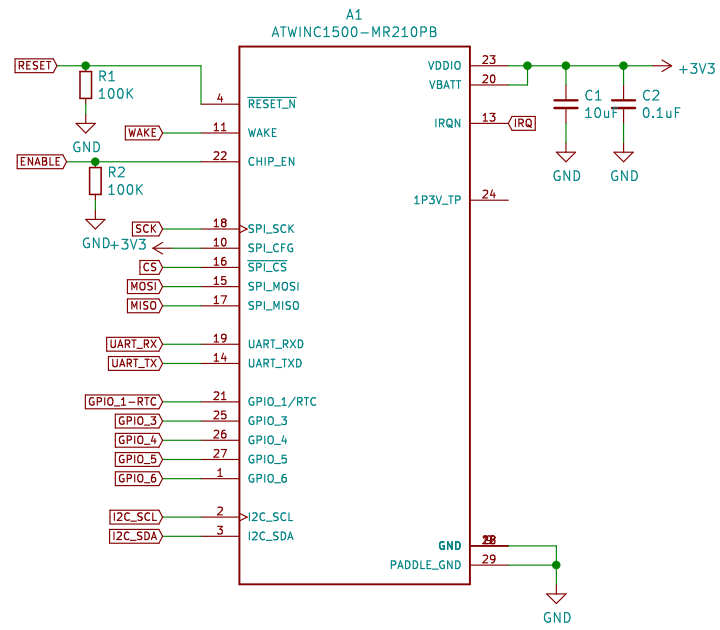 A1
ATWINC1500-MR210PB
RESET
R1
100K
GND
4
RESET_N
WAKE
11
WAKE
ENABLE
22
CHIP_EN
R2
100K
GND
SCK
18
SPI_SCK
+3V3
10
SPI_CFG
CS
16
SPI_CS
MOSI
15
SPI_MOSI
MISO
17
SPI_MISO
UART_RX
19
UART_RXD
UART_TX
14
UART_TXD
GPIO_1-RTC
21
GPIO_1/RTC
GPIO_3
25
GPIO_3
GPIO_4
26
GPIO_4
GPIO_5
27
GPIO_5
GPIO_6
1
GPIO_6
I2C_SCL
2
I2C_SCL
I2C_SDA
3
I2C_SDA
VDDIO
23
+3V3
VBATT
20
C1
10uF
GND
C2
0.1uF
GND
IRQN
13
IRQ
1P3V_TP
24
GND
PADDLE_GND
29
GND